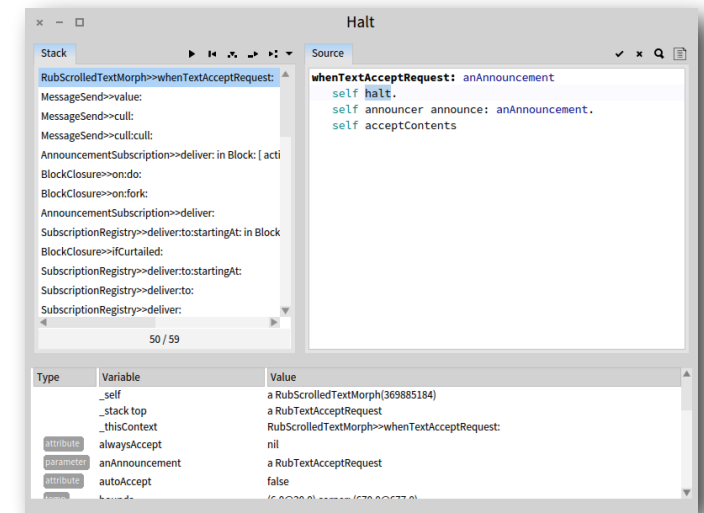 Halt
Stack
Source
RubScrolledTextMorph>>whenTextAcceptRequest:
MessageSend>>value:
MessageSend>>cull:
MessageSend>>cull:cull:
AnnouncementSubscription>>deliver: in Block: [ acti
BlockClosure>>on:do:
BlockClosure>>on:fork:
AnnouncementSubscription>>deliver:
SubscriptionRegistry>>deliver:to:startingAt: in Block
BlockClosure>>ifCurtailed:
SubscriptionRegistry>>deliver:to:startingAt:
SubscriptionRegistry>>deliver:to:
SubscriptionRegistry>>deliver:
50 / 59
whenTextAcceptRequest: anAnnouncement
self halt.
self announcer announce: anAnnouncement.
self acceptContents
Type Variable Value
_self a RubScrolledTextMorph(369885184)
_stack top a RubTextAcceptRequest
_thisContext RubScrolledTextMorph>>whenTextAcceptRequest:
attribute alwaysAccept nil
parameter anAnnouncement a RubTextAcceptRequest
attribute autoAccept false